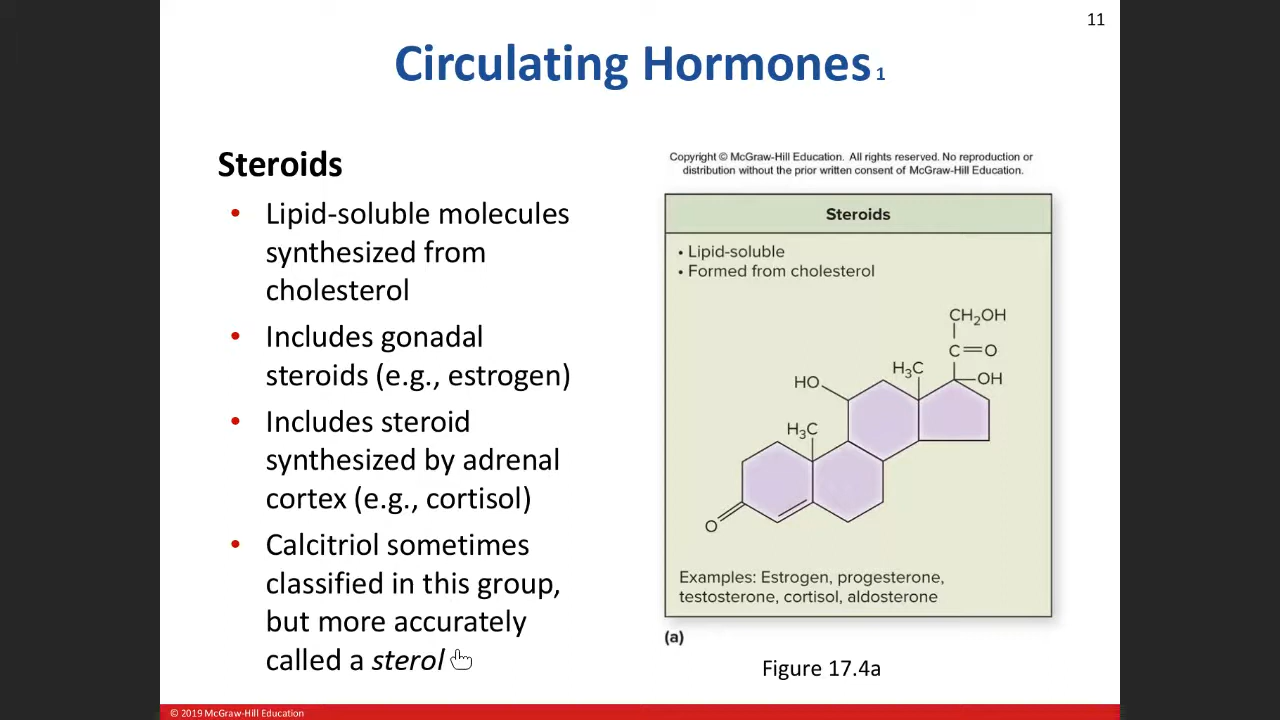 11
Circulating Hormones 1
Steroids
• Lipid-soluble molecules
synthesized from
cholesterol
• Includes gonadal
steroids (e.g., estrogen)
• Includes steroid
synthesized by adrenal
cortex (e.g., cortisol)
• Calcitriol sometimes
classified in this group,
but more accurately
called a sterol
Copyright © McGraw-Hill Education. All rights reserved. No reproduction or
distribution without the prior written consent of McGraw-Hill Education.
Steroids
• Lipid-soluble
• Formed from cholesterol
CH₂OH
C=O
H₃C
OH
HO
H₃C
O
Examples: Estrogen, progesterone,
testosterone, cortisol, aldosterone
(a)
Figure 17.4a
© 2019 McGraw-Hill Education